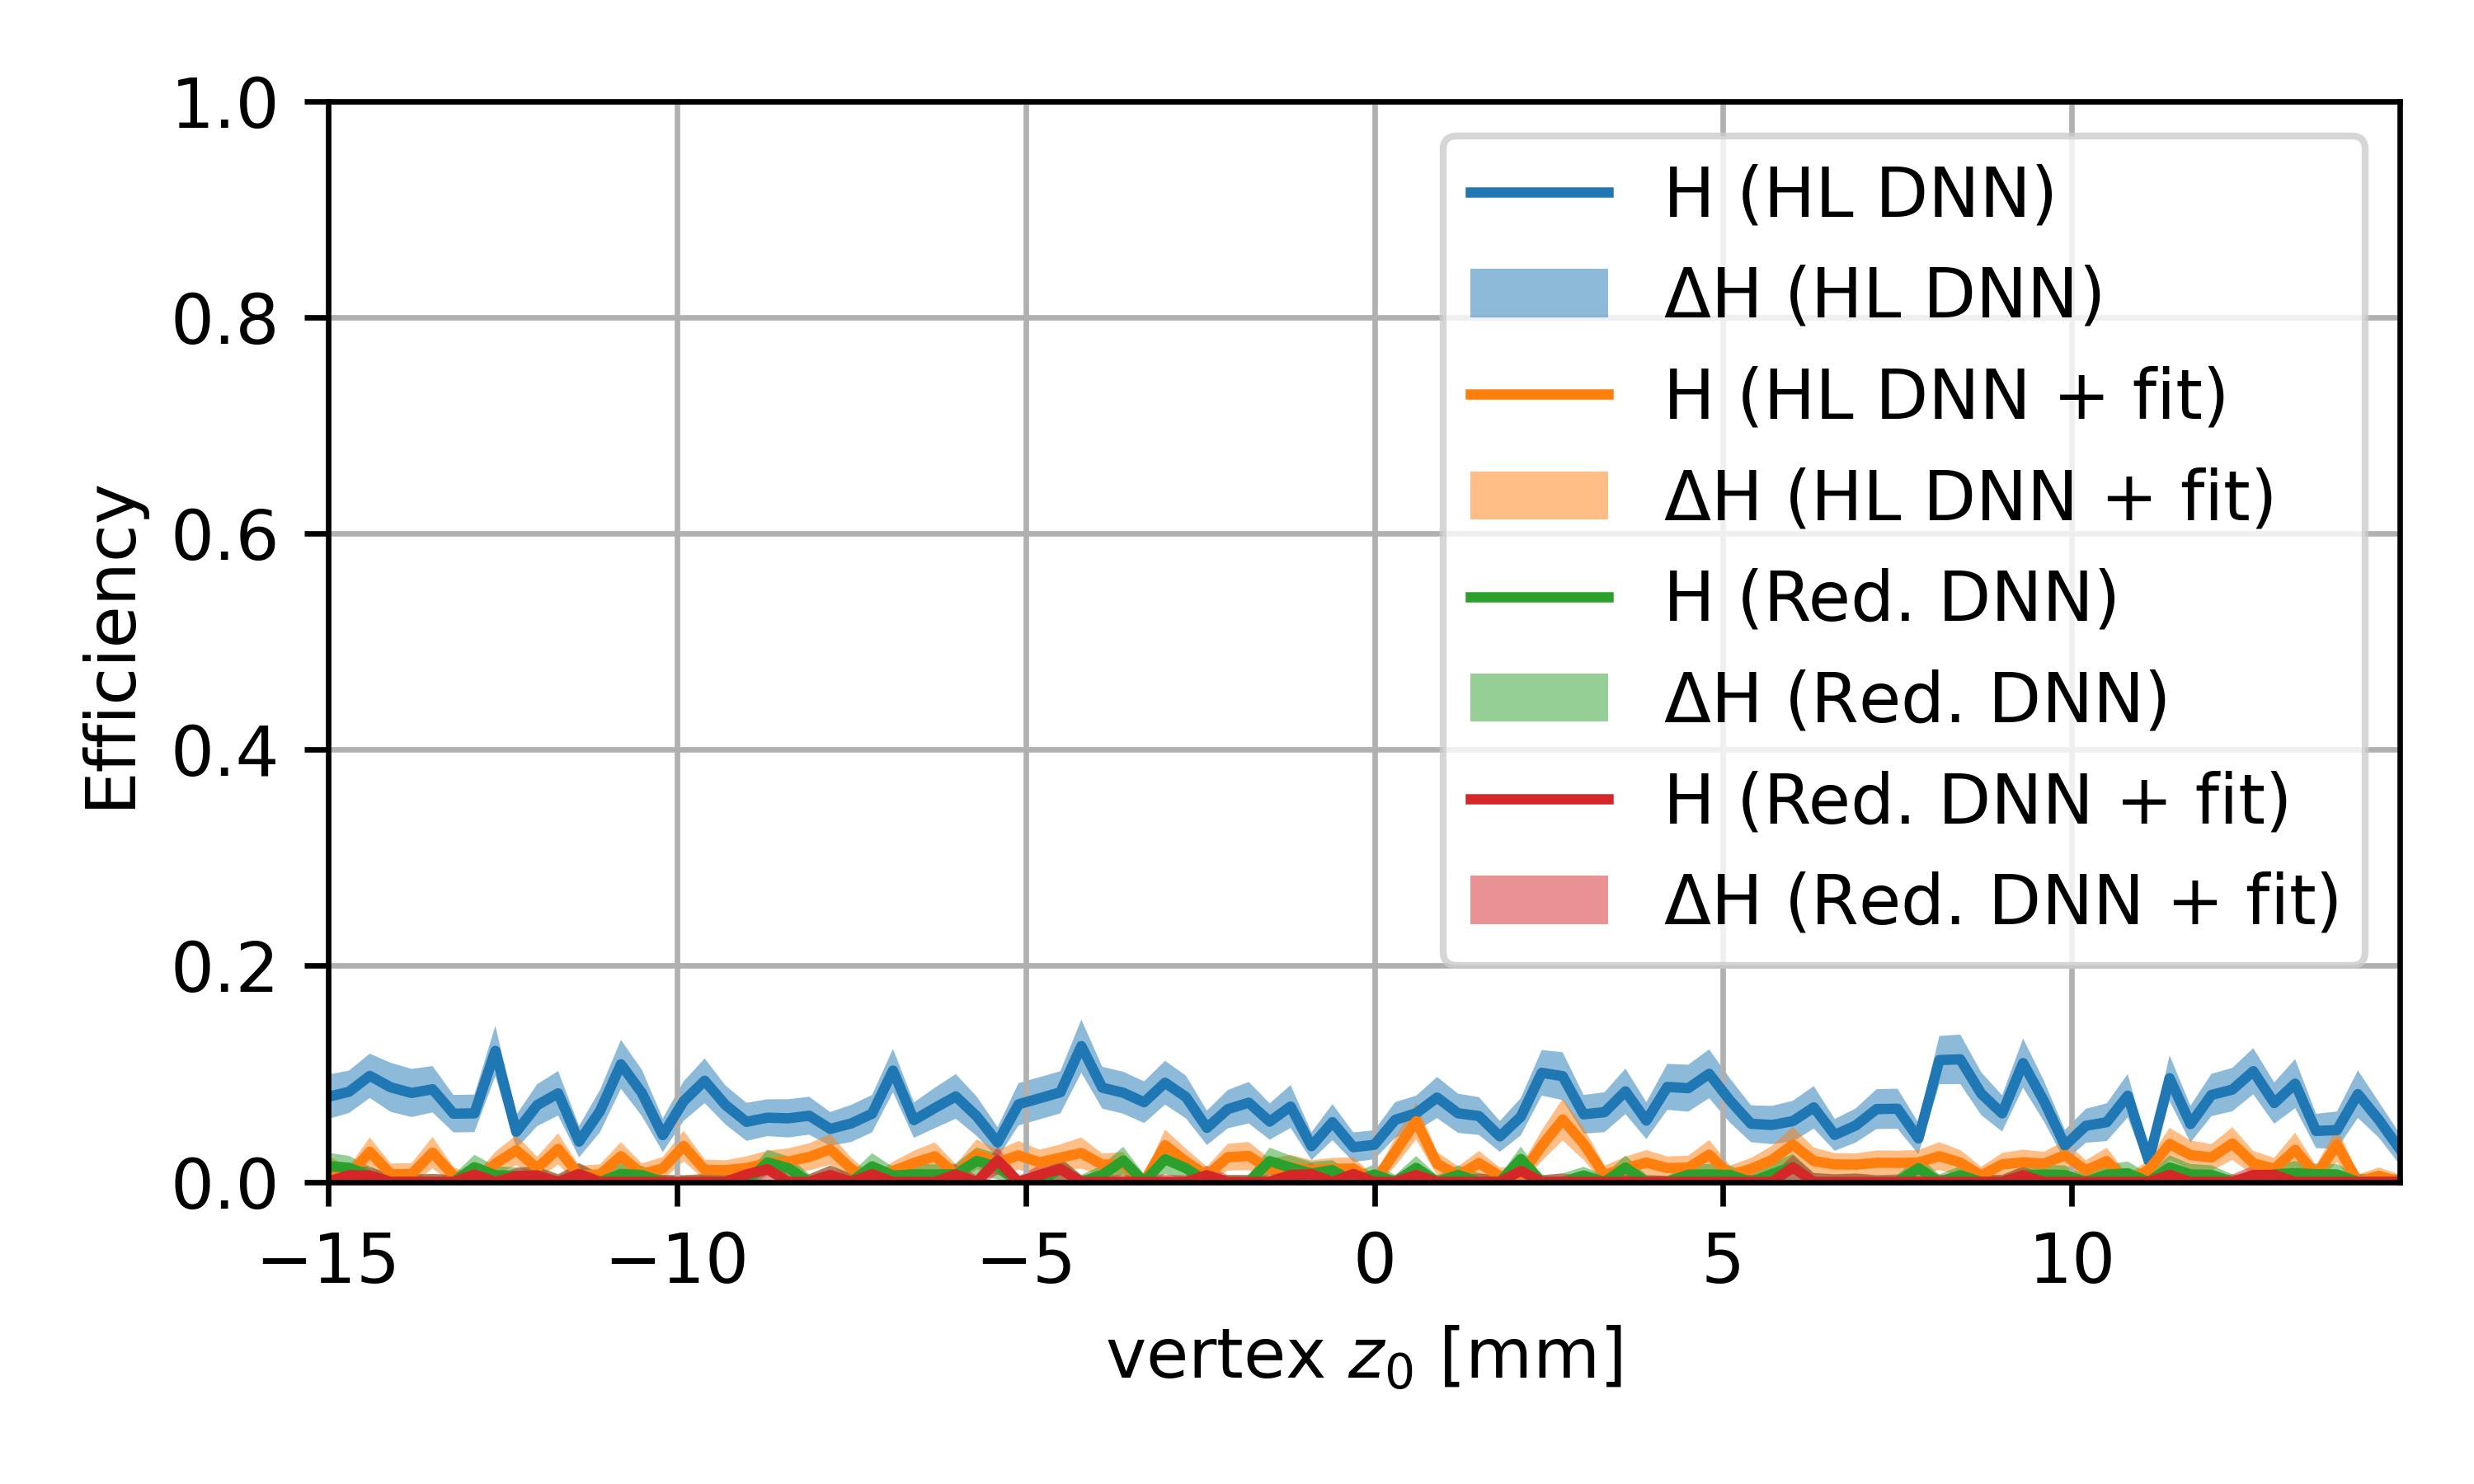 1.0
0.8
0.6
0.4
0.2
0.0
Efficiency
H (HL DNN)
ΔH (HL DNN)
H (HL DNN + fit)
ΔH (HL DNN + fit)
H (Red. DNN)
ΔH (Red. DNN)
H (Red. DNN + fit)
ΔH (Red. DNN + fit)
−15 −10 −5 0 5 10
vertex z₀ [mm]